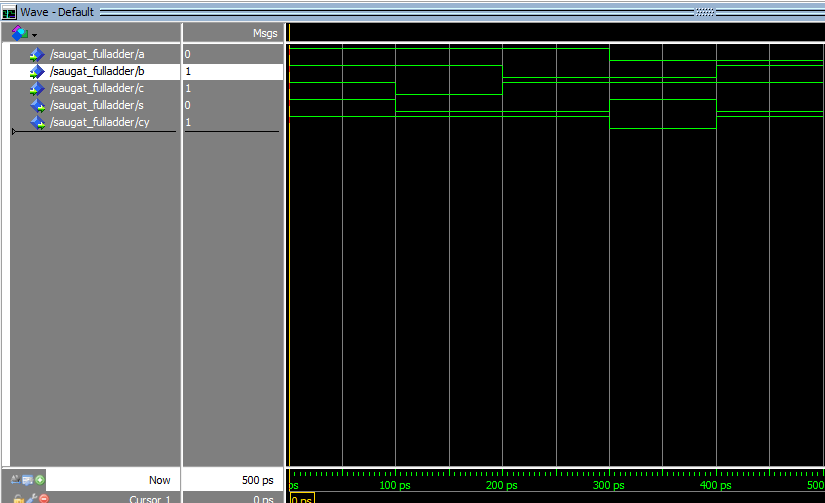 Wave - Default
Msgs
/saugat_fulladder/a 0
/saugat_fulladder/b 1
/saugat_fulladder/c 1
/saugat_fulladder/s 0
/saugat_fulladder/cy 1
Now 500 ps ps 100 ps 200 ps 300 ps 400 ps 500
Cursor 1 0 ps 0 ps